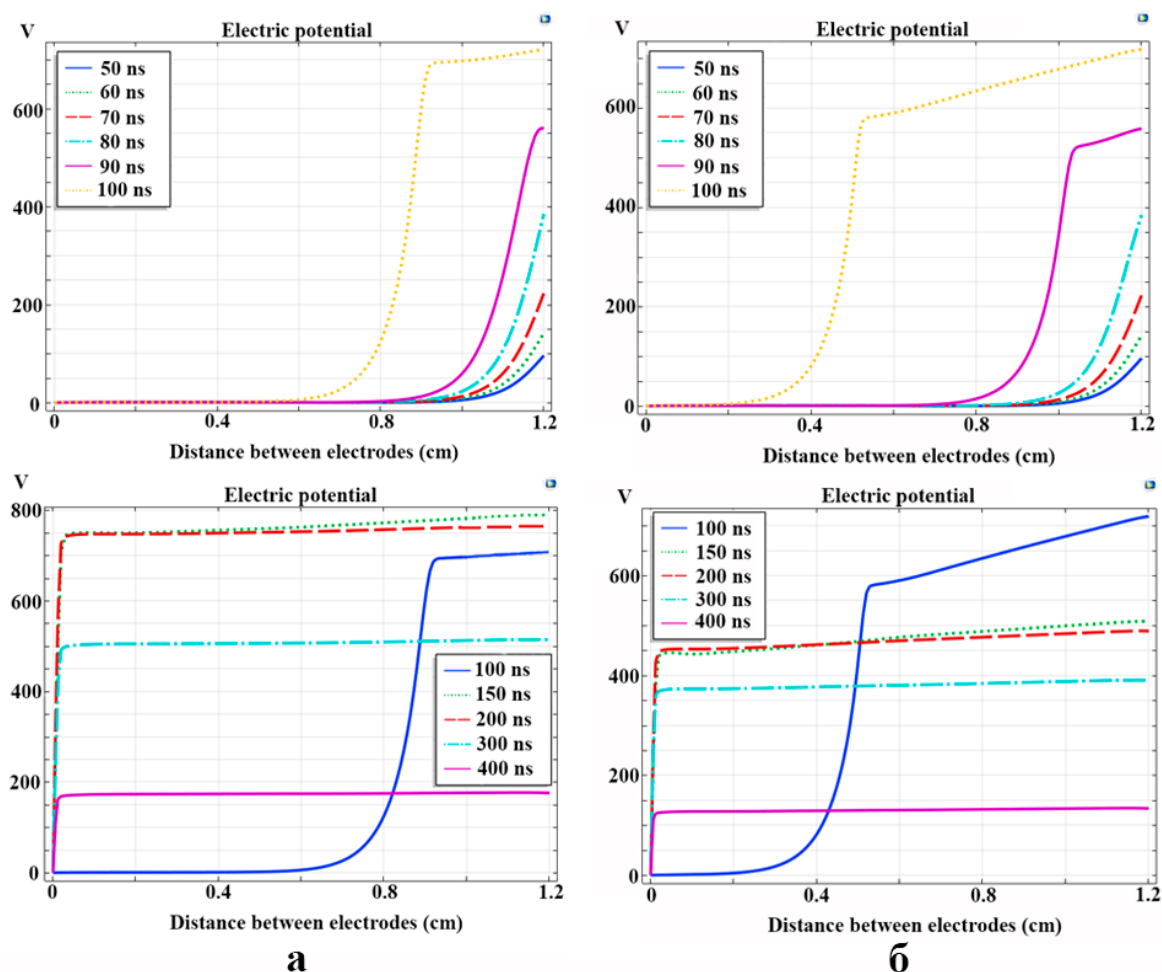 V
Electric potential
50 ns
60 ns
70 ns
80 ns
90 ns
100 ns
600
400
200
0
0
0.4
0.8
1.2
Distance between electrodes (cm)
V
Electric potential
50 ns
60 ns
70 ns
80 ns
90 ns
100 ns
600
400
200
0
0
0.4
0.8
1.2
Distance between electrodes (cm)
V
Electric potential
800
600
400
200
0
100 ns
150 ns
200 ns
300 ns
400 ns
0
0.4
0.8
1.2
Distance between electrodes (cm)
а
V
Electric potential
100 ns
150 ns
200 ns
300 ns
400 ns
600
400
200
0
0
0.4
0.8
1.2
Distance between electrodes (cm)
б